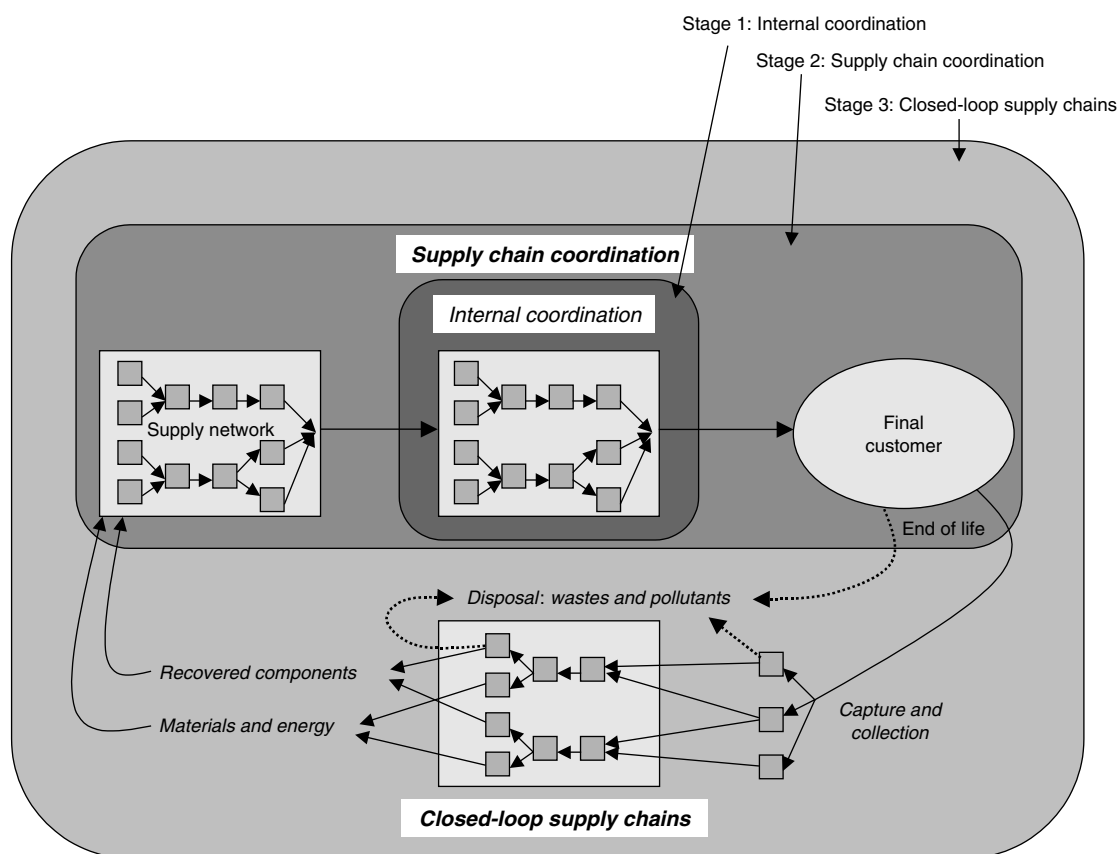 Stage 1: Internal coordination
Stage 2: Supply chain coordination
Stage 3: Closed-loop supply chains
Supply chain coordination
Internal coordination
Supply network
Final
customer
End of life
Disposal: wastes and pollutants
Recovered components
Materials and energy
Capture and
collection
Closed-loop supply chains